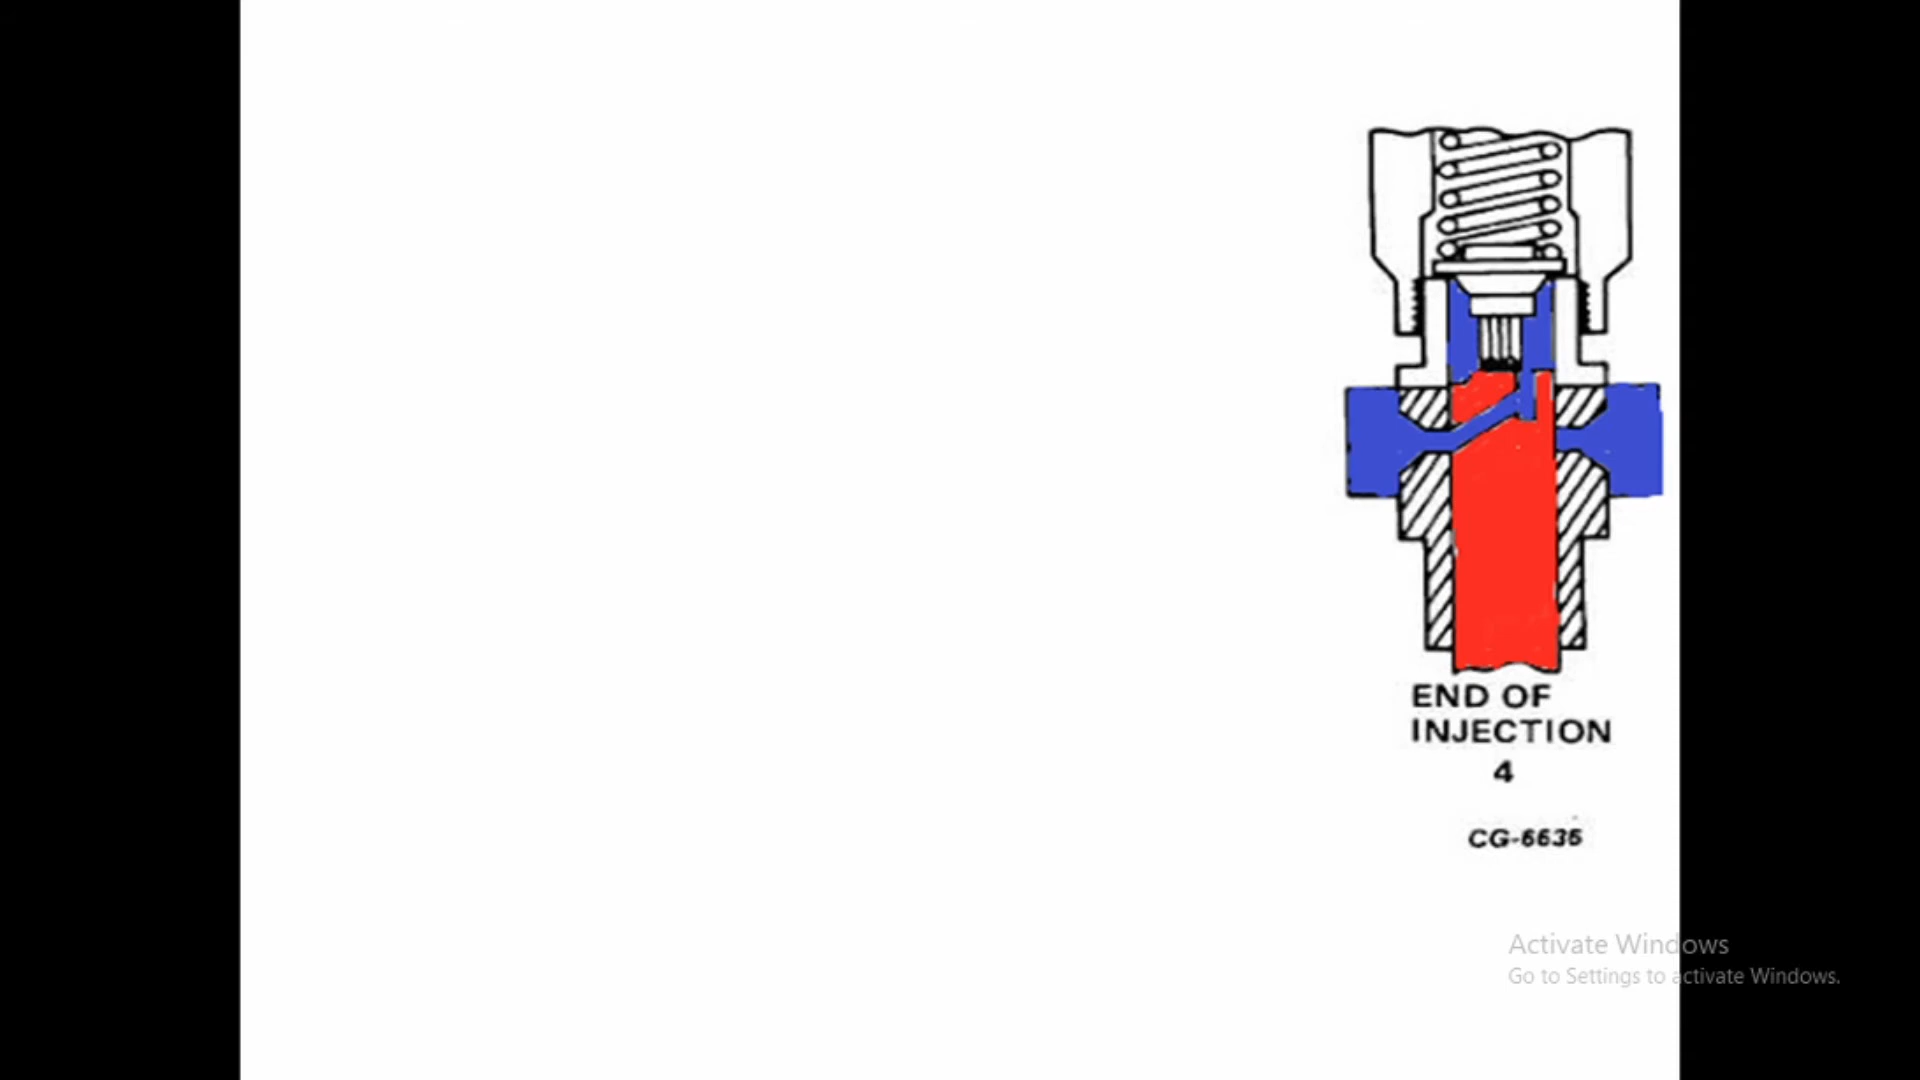 END OF
INJECTION
4
CG-6635
Activate Windows
Go to Settings to activate Windows.